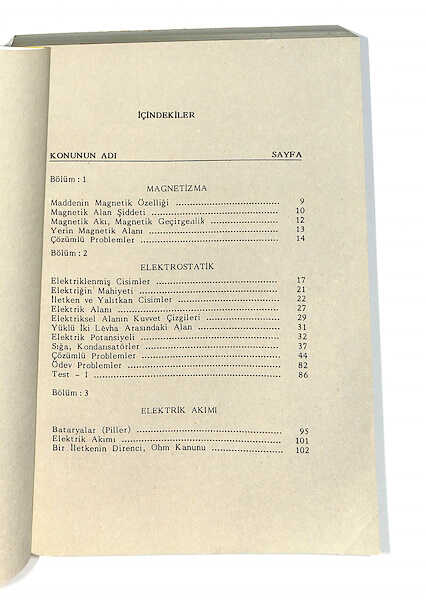 İÇİNDEKİLER
KONUNUN ADI SAYFA
Bölüm : 1
MAGNETİZMA
Maddenin Magnetik Özelliği ........ 9
Magnetik Alan Şiddeti ........ 10
Magnetik Akı, Magnetik Geçirgenlik ........ 12
Yerin Magnetik Alanı ........ 13
Çözümlü Problemler ........ 14
Bölüm : 2
ELEKTROSTATİK
Elektriklenmiş Cisimler ........ 17
Elektriğin Mahiyeti ........ 21
İletken ve Yalıtkan Cisimler ........ 22
Elektrik Alanı ........ 27
Elektriksel Alanın Kuvvet Çizgileri ........ 29
Yüklü İki Lévha Arasındaki Alan ........ 31
Elektrik Potansiyeli ........ 32
Sığa, Kondansatörler ........ 37
Çözümlü Problemler ........ 44
Ödev Problemler ........ 82
Test - I ........ 86
Bölüm : 3
ELEKTRİK AKIMI
Bataryalar (Piller) ........ 95
Elektrik Akımı ........ 101
Bir İletkenin Direnci, Ohm Kanunu ........ 102